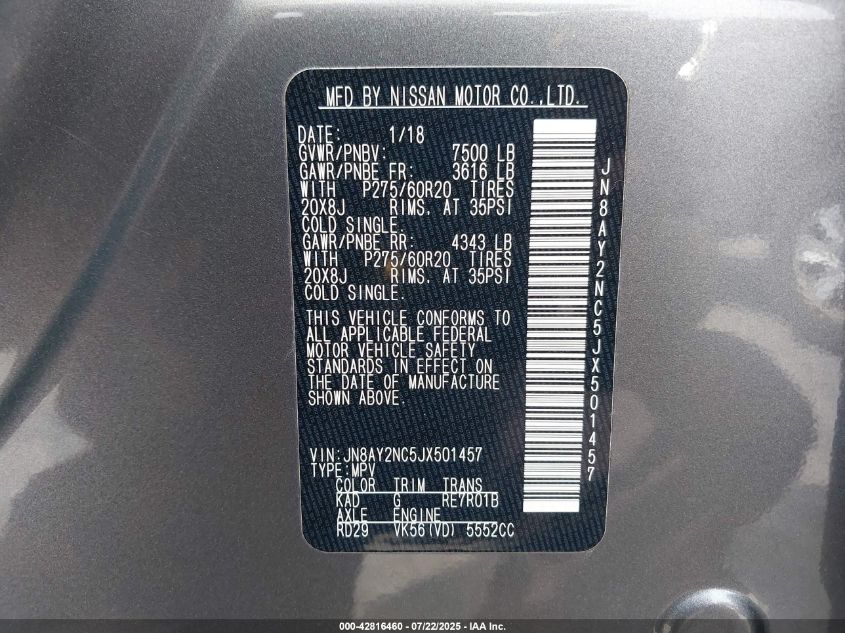 MFD BY NISSAN MOTOR CO.,LTD.
DATE: 1/18
GVWR/PNBV: 7500 LB
GAWR/PNBE FR: 3616 LB
WITH P275/60R20 TIRES
20X8J RIMS. AT 35PSI
COLD SINGLE.
GAWR/PNBE RR: 4343 LB
WITH P275/60R20 TIRES
20X8J RIMS. AT 35PSI
COLD SINGLE.
THIS VEHICLE CONFORMS TO
ALL APPLICABLE FEDERAL
MOTOR VEHICLE SAFETY
STANDARDS IN EFFECT ON
THE DATE OF MANUFACTURE
SHOWN ABOVE.
VIN:JN8AY2NC5JX501457
TYPE:MPV
COLOR TRIM TRANS
KAD G RE7R01B
AXLE ENGINE
RD29 VK56(VD) 5552CC
JN8AY2NC5JX501457
000-42816460 - 07/22/2025 - IAA Inc.